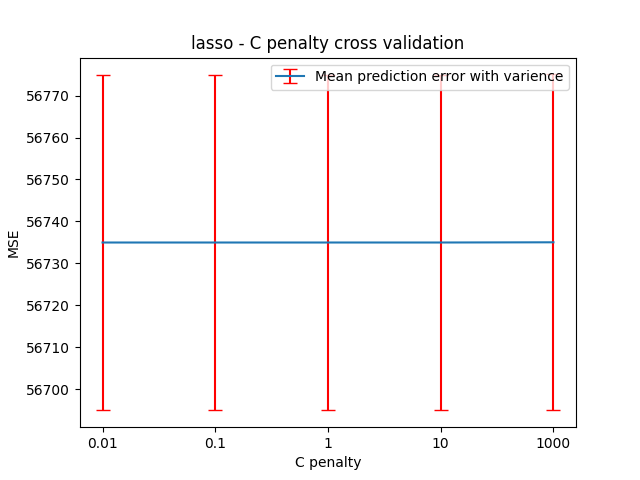 lasso - C penalty cross validation
Mean prediction error with varience
56770
56760
56750
56740
56730
56720
56710
56700
MSE
0.01 0.1 1 10 1000
C penalty